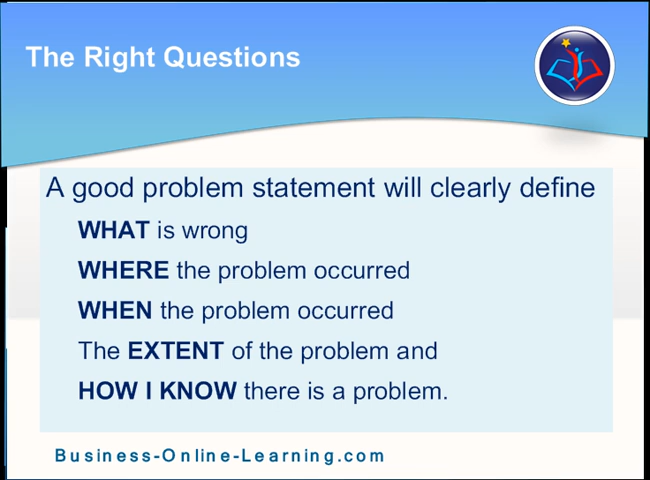 The Right Questions
A good problem statement will clearly define
WHAT is wrong
WHERE the problem occurred
WHEN the problem occurred
The EXTENT of the problem and
HOW I KNOW there is a problem.
Business-Online-Learning.com